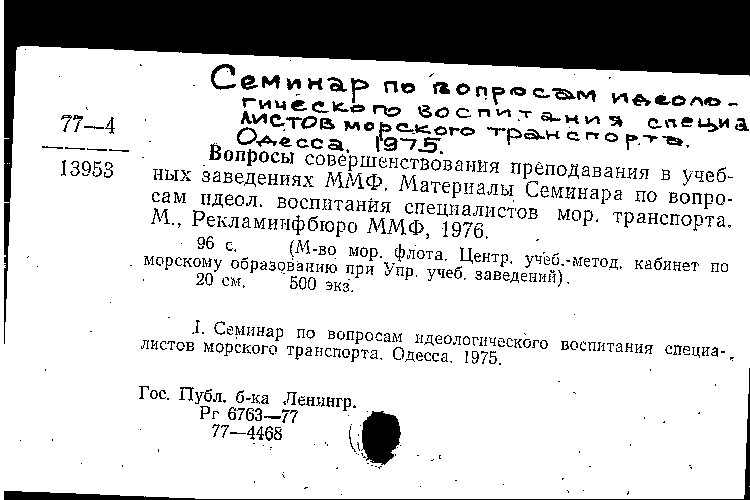 Семинар по вопросам идеоло-
гического воспитания специа
листов морского транспорта.
Одесса. 1975.
77—4
13953
Вопросы совершенствования преподавания в учеб-
ных заведениях ММФ. Материалы Семинара по вопро-
сам идеол. воспитания специалистов мор. транспорта.
М., Рекламинфбюро ММФ, 1976.
96 с. (М-во мор. флота. Центр. учеб.-метод. кабинет по
морскому образованию при Упр. учеб. заведений).
20 см. 500 экз.
1. Семинар по вопросам идеологического воспитания специа-
листов морского транспорта. Одесса. 1975.
Гос. Публ. б-ка Ленингр.
Рг 6763—77
77—4468